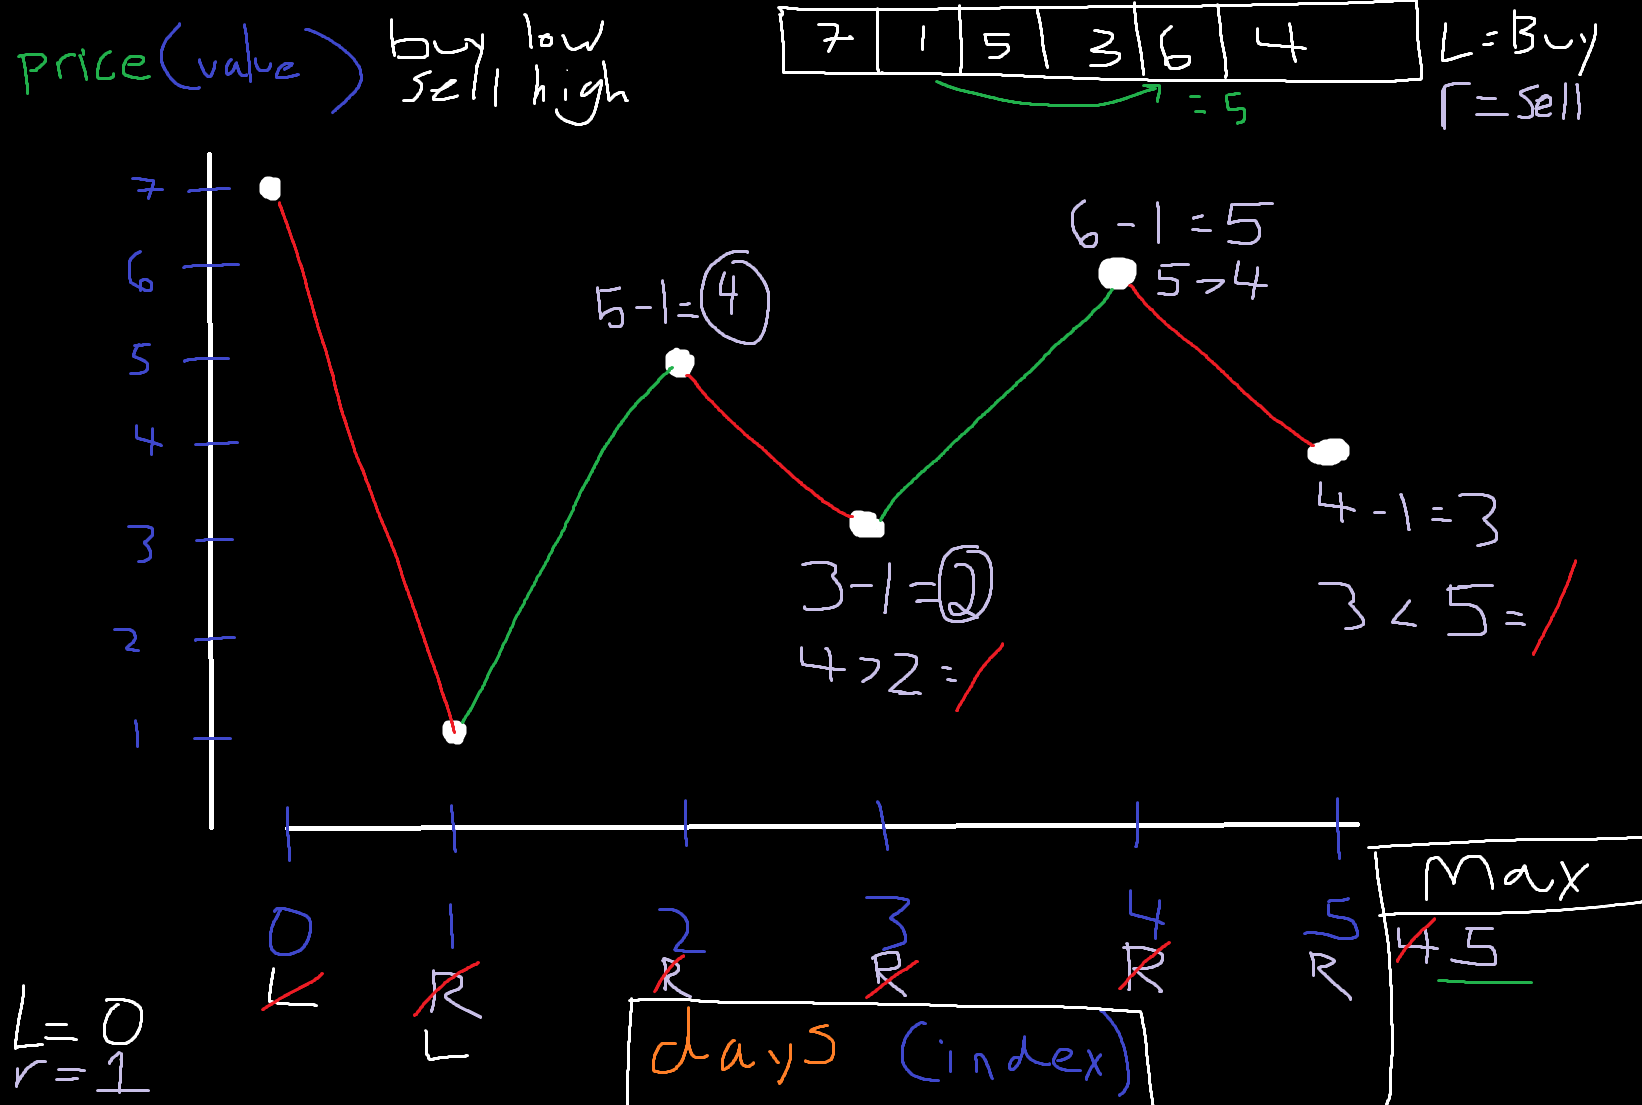 price (value)
buy low
sell high
7 1 5 3 6 4
= 5
L = Buy
r = sell
7
6
5
4
3
2
1
5 - 1 = 4
3 - 1 = 2
4 > 2 =
6 - 1 = 5
5 > 4
4 - 1 = 3
3 < 5 =
0 1 2 3 4 5
L R R R R R
L
L = 0
r = 1
days (index)
Max
4 5